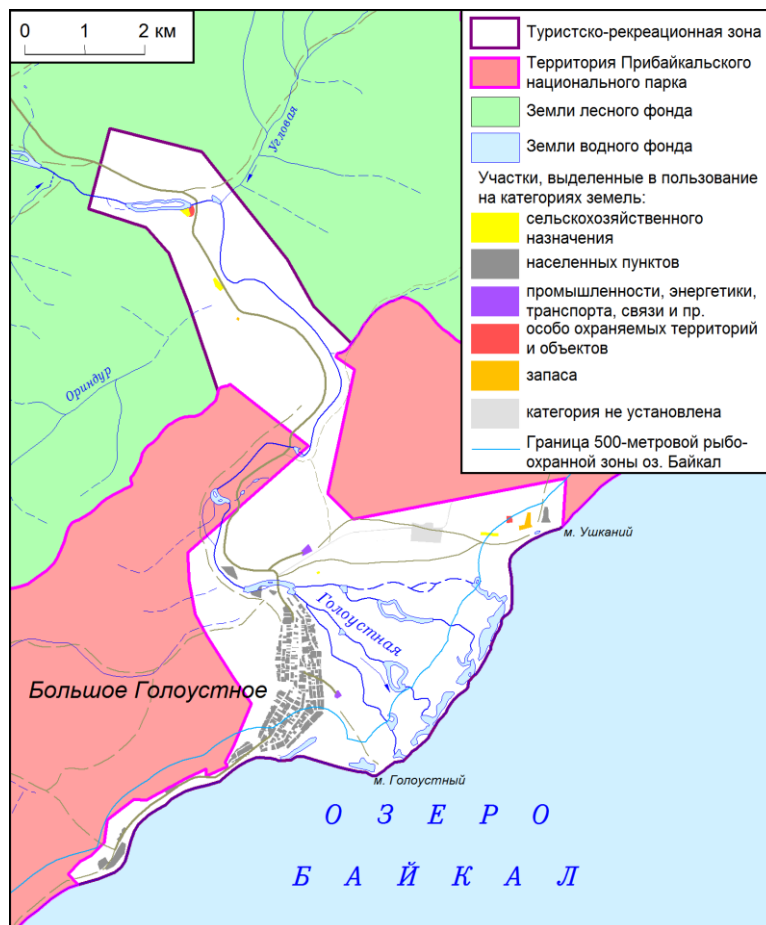 0 1 2 км
Туристско-рекреационная зона
Территория Прибайкальского
национального парка
Земли лесного фонда
Земли водного фонда
Участки, выделенные в пользование
на категориях земель:
сельскохозяйственного
назначения
населенных пунктов
промышленности, энергетики,
транспорта, связи и пр.
особо охраняемых территорий
и объектов
запаса
категория не установлена
Граница 500-метровой рыбо-
охранной зоны оз. Байкал
Угловая
Ориндур
м. Ушканий
Голоустная
Большое Голоустное
м. Голоустный
ОЗЕРО
БАЙКАЛ